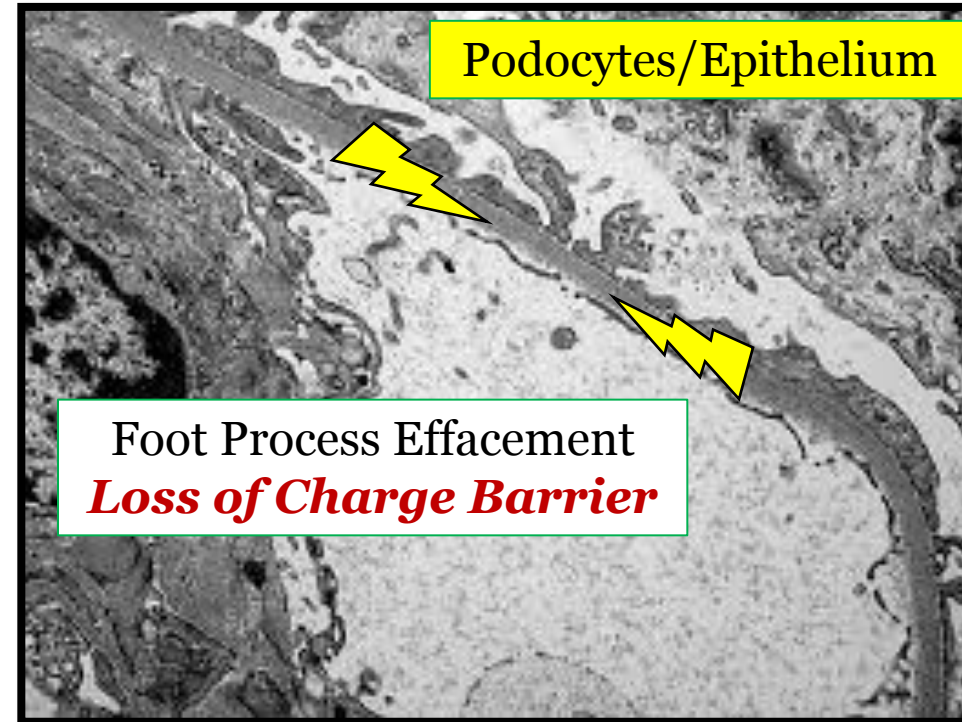 Podocytes/Epithelium
Foot Process Effacement
Loss of Charge Barrier